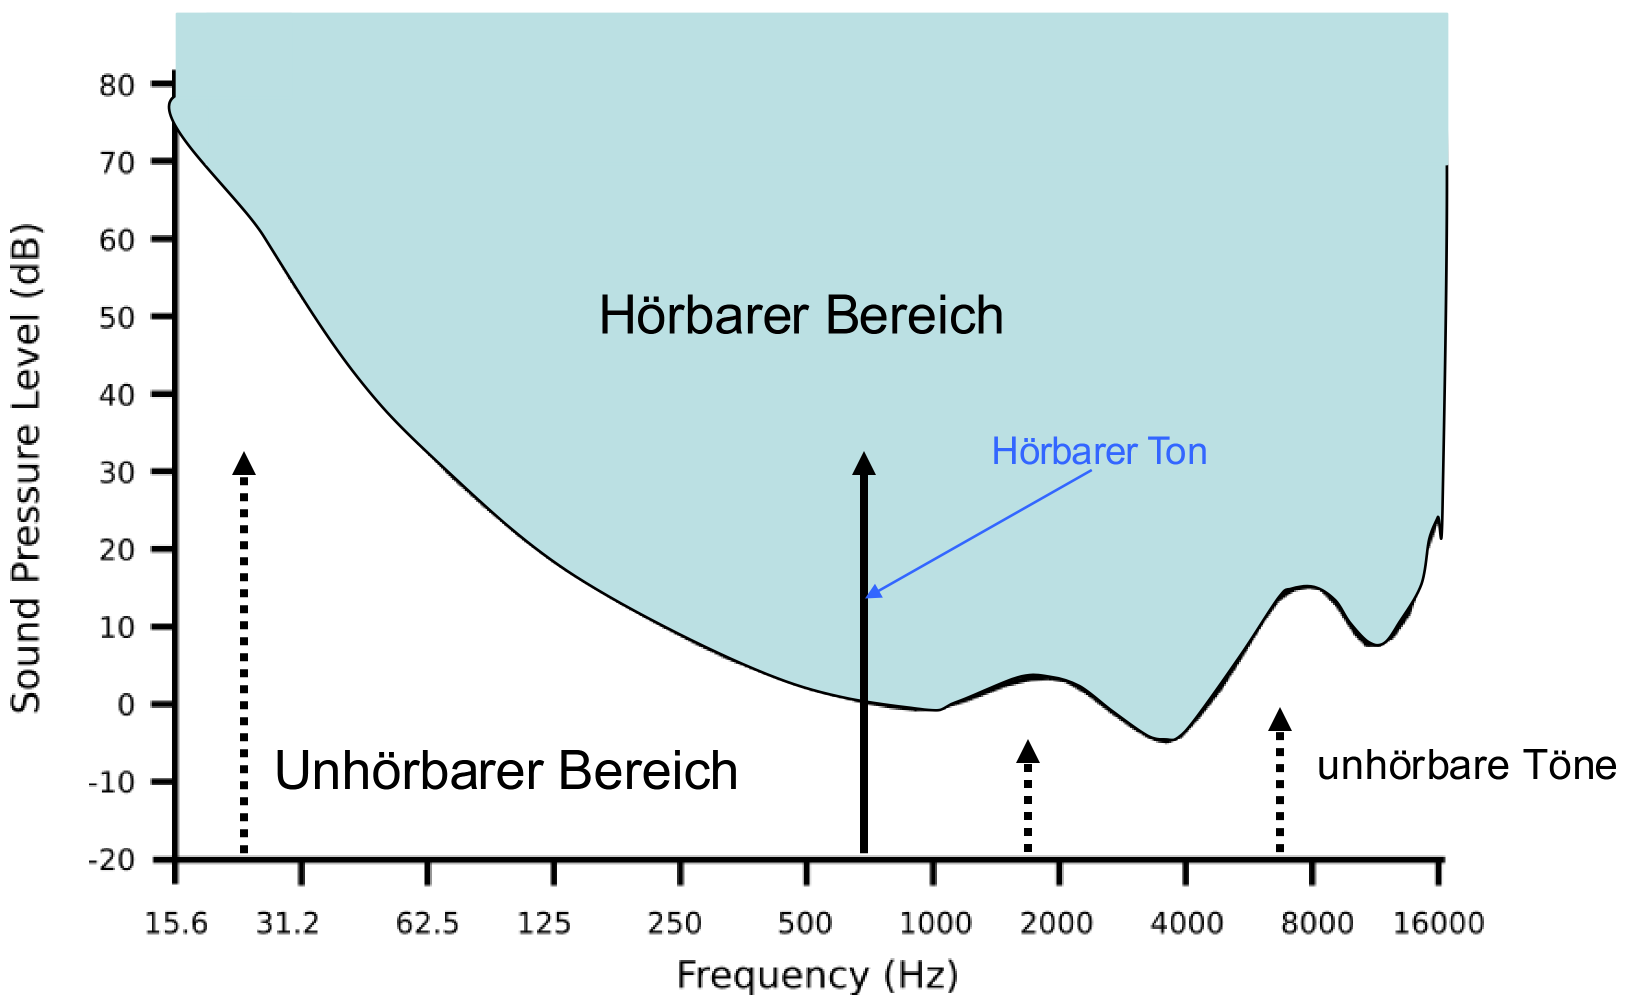 80
70
60
50
40
30
20
10
0
-10
-20
Sound Pressure Level (dB)
Hörbarer Bereich
Hörbarer Ton
Unhörbarer Bereich
unhörbare Töne
15.6 31.2 62.5 125 250 500 1000 2000 4000 8000 16000
Frequency (Hz)